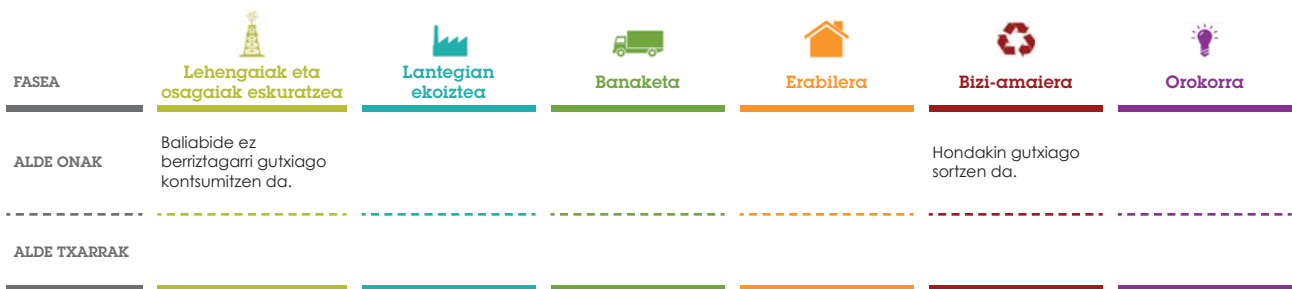 FASEA
Lehengaiak eta
osagaiak eskuratzea
Lantegian
ekoiztea
Banaketa
Erabilera
Bizi-amaiera
Orokorra
ALDE ONAK
Baliabide ez
berriztagarri gutxiago
kontsumitzen da.
Hondakin gutxiago
sortzen da.
ALDE TXARRAK